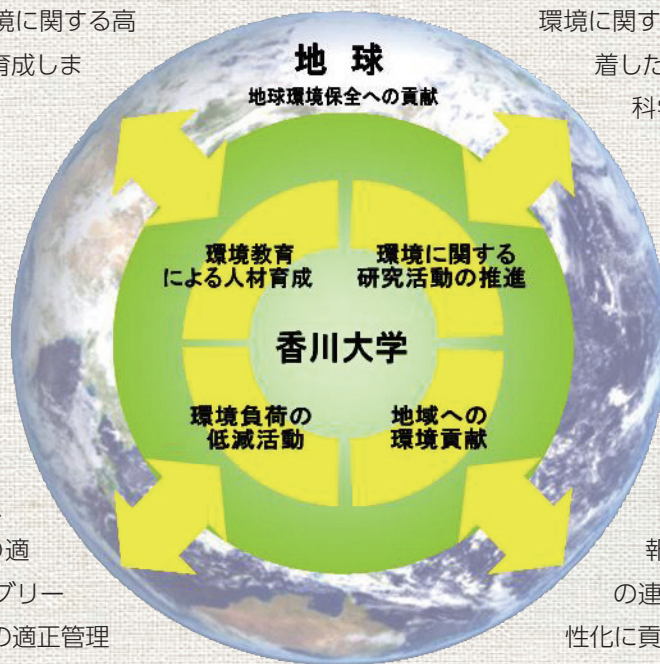 境に関する高
育成しま
環境に関す
着した
科
地 球
地球環境保全への貢献
環境教育
による人材育成
環境に関する
研究活動の推進
香川大学
環境負荷の
低減活動
地域への
環境貢献
の適
ブリー
の適正管理
報
の連
性化に貢